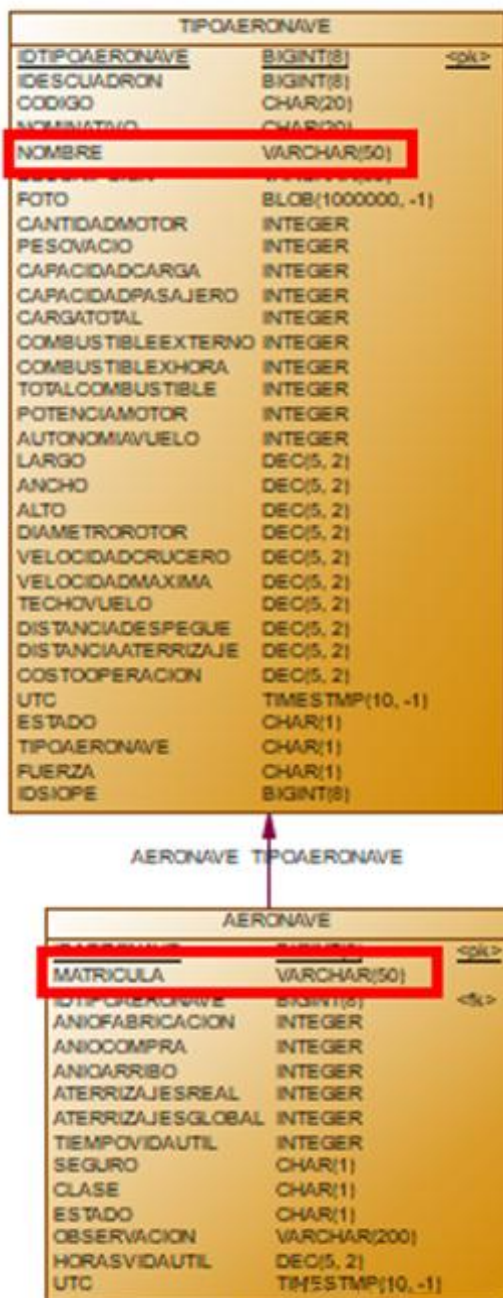 TIPOAERONAVE
IDTIPOAERONAVE BIGINT(8) <pk>
IDESCUADRON BIGINT(8)
CODIGO CHAR(20)
NOMINATIVO CHAR(20)
NOMBRE VARCHAR(50)
FOTO BLOB(1000000, -1)
CANTIDADMOTOR INTEGER
PESOVACIO INTEGER
CAPACIDADCARGA INTEGER
CAPACIDADPASAJERO INTEGER
CARGATOTAL INTEGER
COMBUSTIBLEEXTERNO INTEGER
COMBUSTIBLEXHORA INTEGER
TOTALCOMBUSTIBLE INTEGER
POTENCIAMOTOR INTEGER
AUTONOMIAVUELO INTEGER
LARGO DEC(5, 2)
ANCHO DEC(5, 2)
ALTO DEC(5, 2)
DIAMETROROTOR DEC(5, 2)
VELOCIDADCRUCERO DEC(5, 2)
VELOCIDADMAXIMA DEC(5, 2)
TECHOVUELO DEC(5, 2)
DISTANCIADESPEGUE DEC(5, 2)
DISTANCIAATERRIZAJE DEC(5, 2)
COSTOOPERACION DEC(5, 2)
UTC TIMESTMP(10, -1)
ESTADO CHAR(1)
TIPOAERONAVE CHAR(1)
FUERZA CHAR(1)
IDSIOPE BIGINT(8)
AERONAVE TIPOAERONAVE
AERONAVE
<pk>
MATRICULA VARCHAR(50)
IDTIPOAERONAVE BIGINT(8) <fk>
ANIOFABRICACION INTEGER
ANIOCOMPRA INTEGER
ANIOARRIBO INTEGER
ATERRIZAJESREAL INTEGER
ATERRIZAJESGLOBAL INTEGER
TIEMPOVIDAUTIL INTEGER
SEGURO CHAR(1)
CLASE CHAR(1)
ESTADO CHAR(1)
OBSERVACION VARCHAR(200)
HORASVIDAUTIL DEC(5, 2)
UTC TIMESTMP(10, -1)